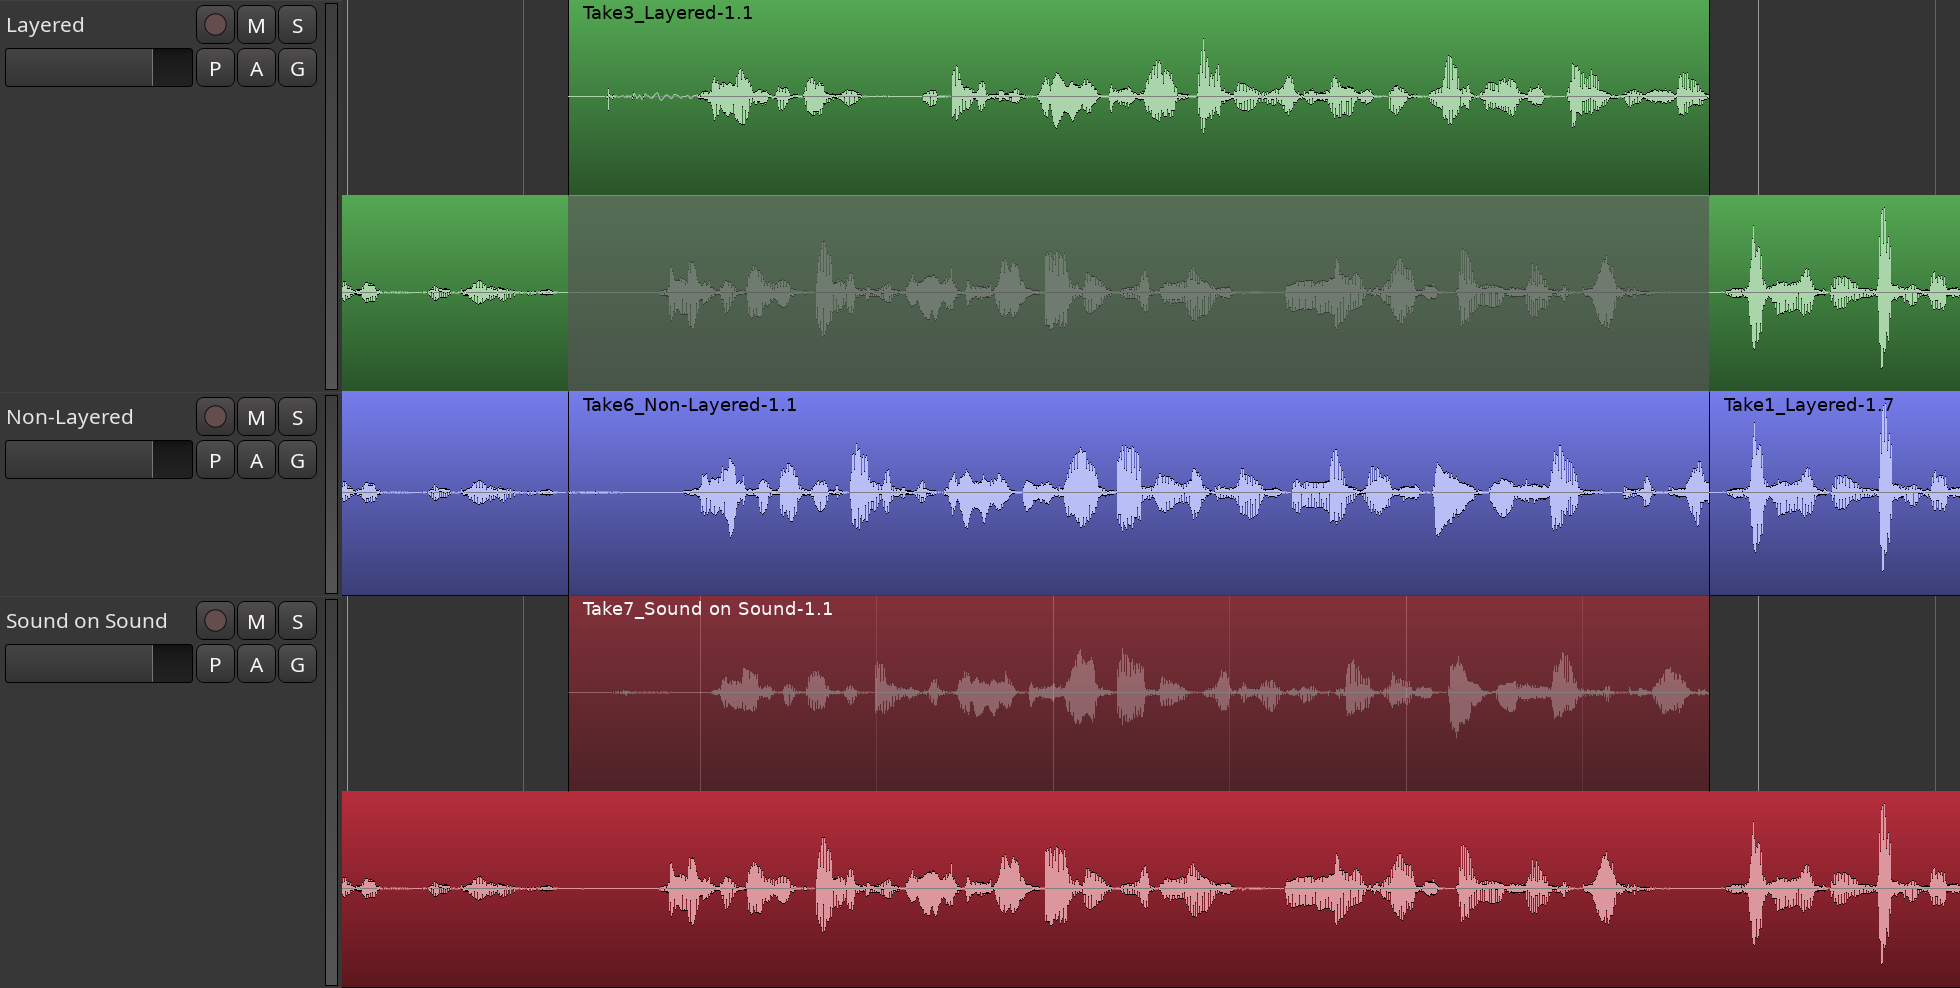 Layered
M S
P A G
Take3_Layered-1.1
Non-Layered
M S
P A G
Take6_Non-Layered-1.1
Take1_Layered-1.7
Sound on Sound
M S
P A G
Take7_Sound on Sound-1.1